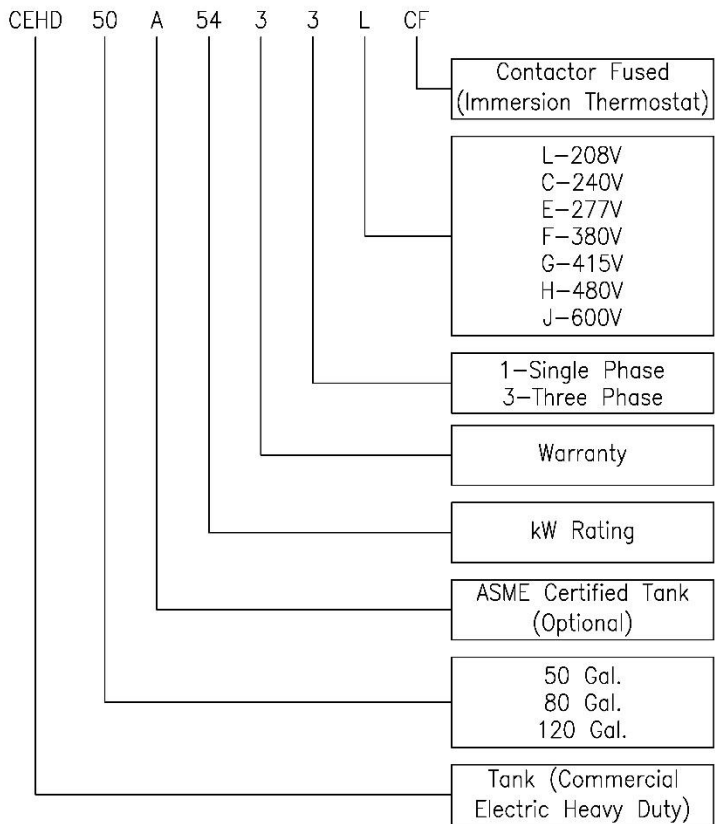 CEHD 50 A 54 3 3 L CF
Contactor Fused
(Immersion Thermostat)
L-208V
C-240V
E-277V
F-380V
G-415V
H-480V
J-600V
1-Single Phase
3-Three Phase
Warranty
kW Rating
ASME Certified Tank
(Optional)
50 Gal.
80 Gal.
120 Gal.
Tank (Commercial
Electric Heavy Duty)